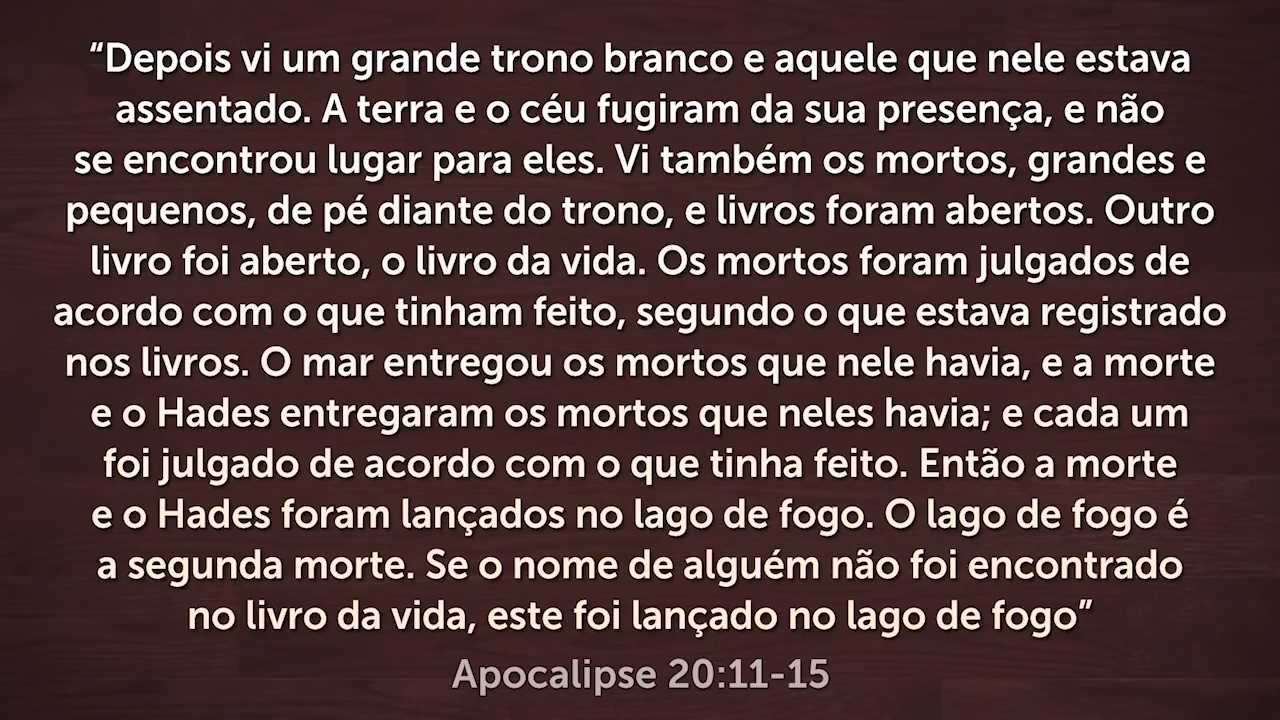 “Depois vi um grande trono branco e aquele que nele estava
assentado. A terra e o céu fugiram da sua presença, e não
se encontrou lugar para eles. Vi também os mortos, grandes e
pequenos, de pé diante do trono, e livros foram abertos. Outro
livro foi aberto, o livro da vida. Os mortos foram julgados de
acordo com o que tinham feito, segundo o que estava registrado
nos livros. O mar entregou os mortos que nele havia, e a morte
e o Hades entregaram os mortos que neles havia; e cada um
foi julgado de acordo com o que tinha feito. Então a morte
e o Hades foram lançados no lago de fogo. O lago de fogo é
a segunda morte. Se o nome de alguém não foi encontrado
no livro da vida, este foi lançado no lago de fogo”
Apocalipse 20:11-15